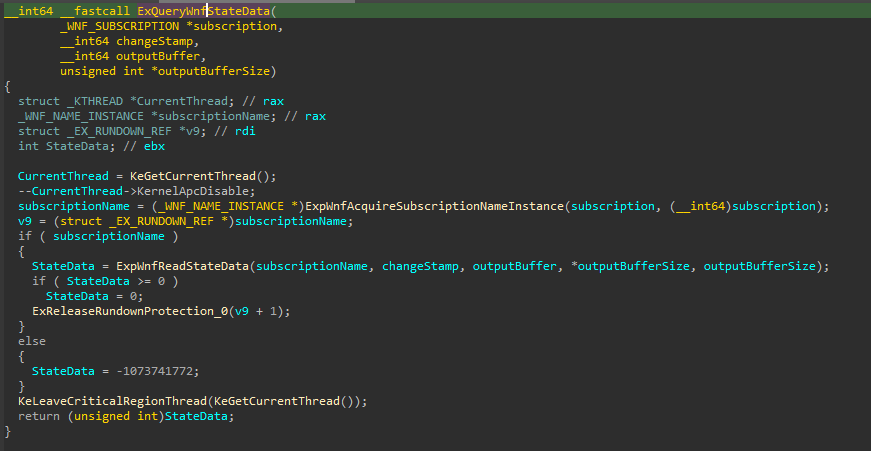 __int64 __fastcall ExQueryWnfStateData(
_WNF_SUBSCRIPTION *subscription,
__int64 changeStamp,
__int64 outputBuffer,
unsigned int *outputBufferSize)
{
struct _KTHREAD *CurrentThread; // rax
_WNF_NAME_INSTANCE *subscriptionName; // rax
struct _EX_RUNDOWN_REF *v9; // rdi
int StateData; // ebx
CurrentThread = KeGetCurrentThread();
--CurrentThread->KernelApcDisable;
subscriptionName = (_WNF_NAME_INSTANCE *)ExpWnfAcquireSubscriptionNameInstance(subscription, (__int64)subscription);
v9 = (struct _EX_RUNDOWN_REF *)subscriptionName;
if ( subscriptionName )
{
StateData = ExpWnfReadStateData(subscriptionName, changeStamp, outputBuffer, *outputBufferSize, outputBufferSize);
if ( StateData >= 0 )
StateData = 0;
ExReleaseRundownProtection_0(v9 + 1);
}
else
{
StateData = -1073741772;
}
KeLeaveCriticalRegionThread(KeGetCurrentThread());
return (unsigned int)StateData;
}